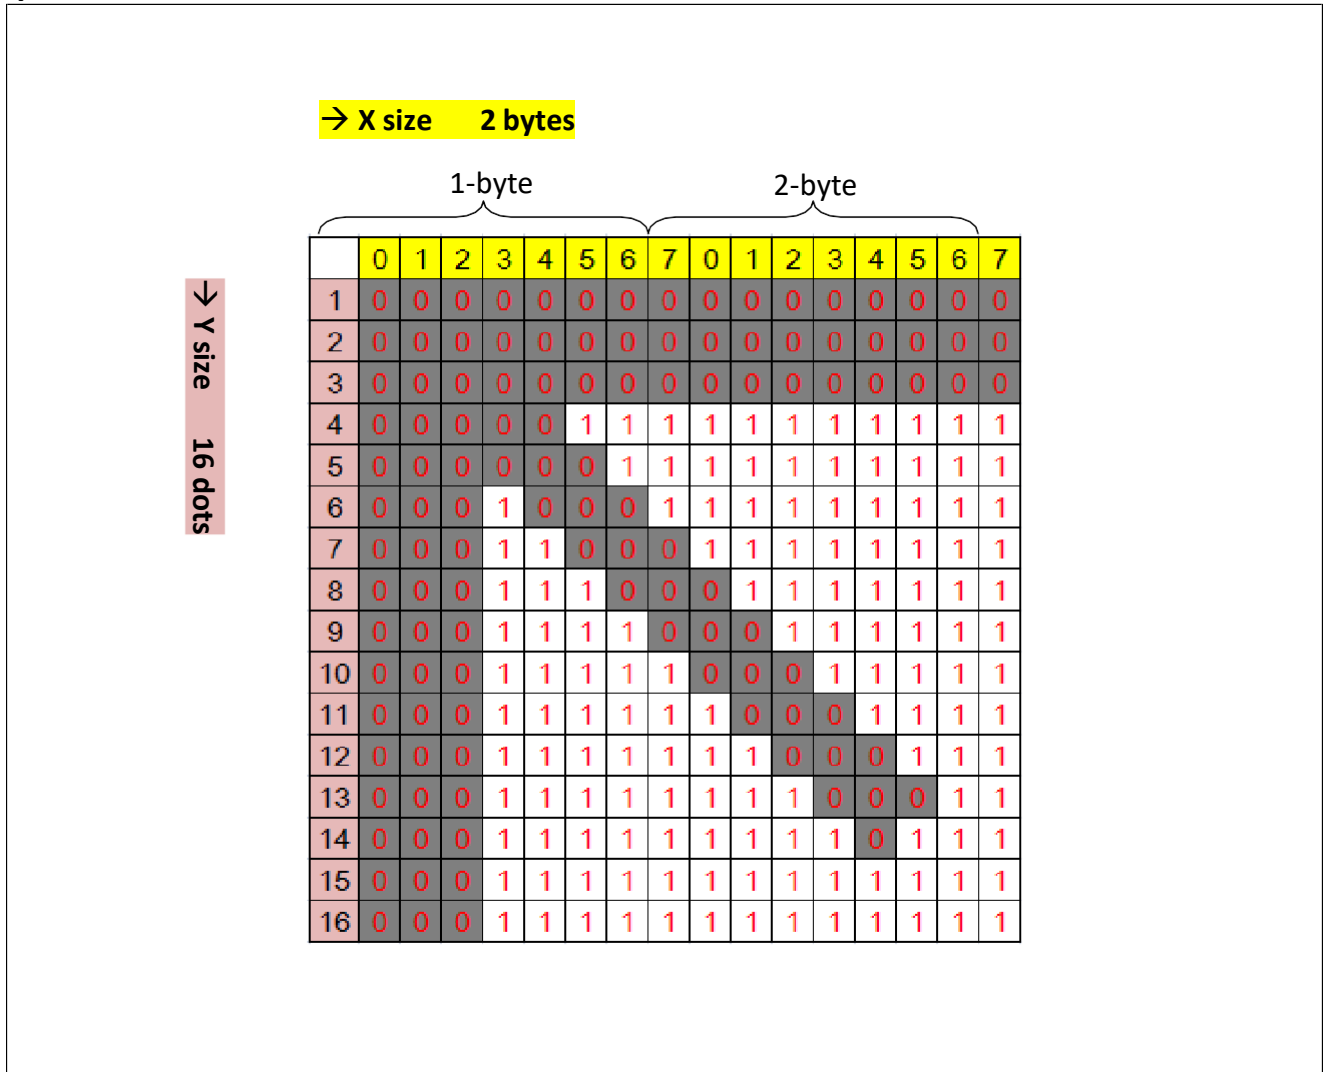 → X size 2 bytes
1-byte 2-byte
0 1 2 3 4 5 6 7 0 1 2 3 4 5 6 7
→ Y size 16 dots
1 0 0 0 0 0 0 0 0 0 0 0 0 0 0 0 0
2 0 0 0 0 0 0 0 0 0 0 0 0 0 0 0 0
3 0 0 0 0 0 0 0 0 0 0 0 0 0 0 0 0
4 0 0 0 0 0 1 1 1 1 1 1 1 1 1 1 1
5 0 0 0 0 0 0 1 1 1 1 1 1 1 1 1 1
6 0 0 0 1 0 0 0 1 1 1 1 1 1 1 1 1
7 0 0 0 1 1 0 0 0 1 1 1 1 1 1 1 1
8 0 0 0 1 1 1 0 0 0 1 1 1 1 1 1 1
9 0 0 0 1 1 1 1 0 0 0 1 1 1 1 1 1
10 0 0 0 1 1 1 1 1 0 0 0 1 1 1 1 1
11 0 0 0 1 1 1 1 1 1 0 0 0 1 1 1 1
12 0 0 0 1 1 1 1 1 1 1 0 0 0 1 1 1
13 0 0 0 1 1 1 1 1 1 1 1 0 0 0 1 1
14 0 0 0 1 1 1 1 1 1 1 1 1 0 1 1 1
15 0 0 0 1 1 1 1 1 1 1 1 1 1 1 1 1
16 0 0 0 1 1 1 1 1 1 1 1 1 1 1 1 1